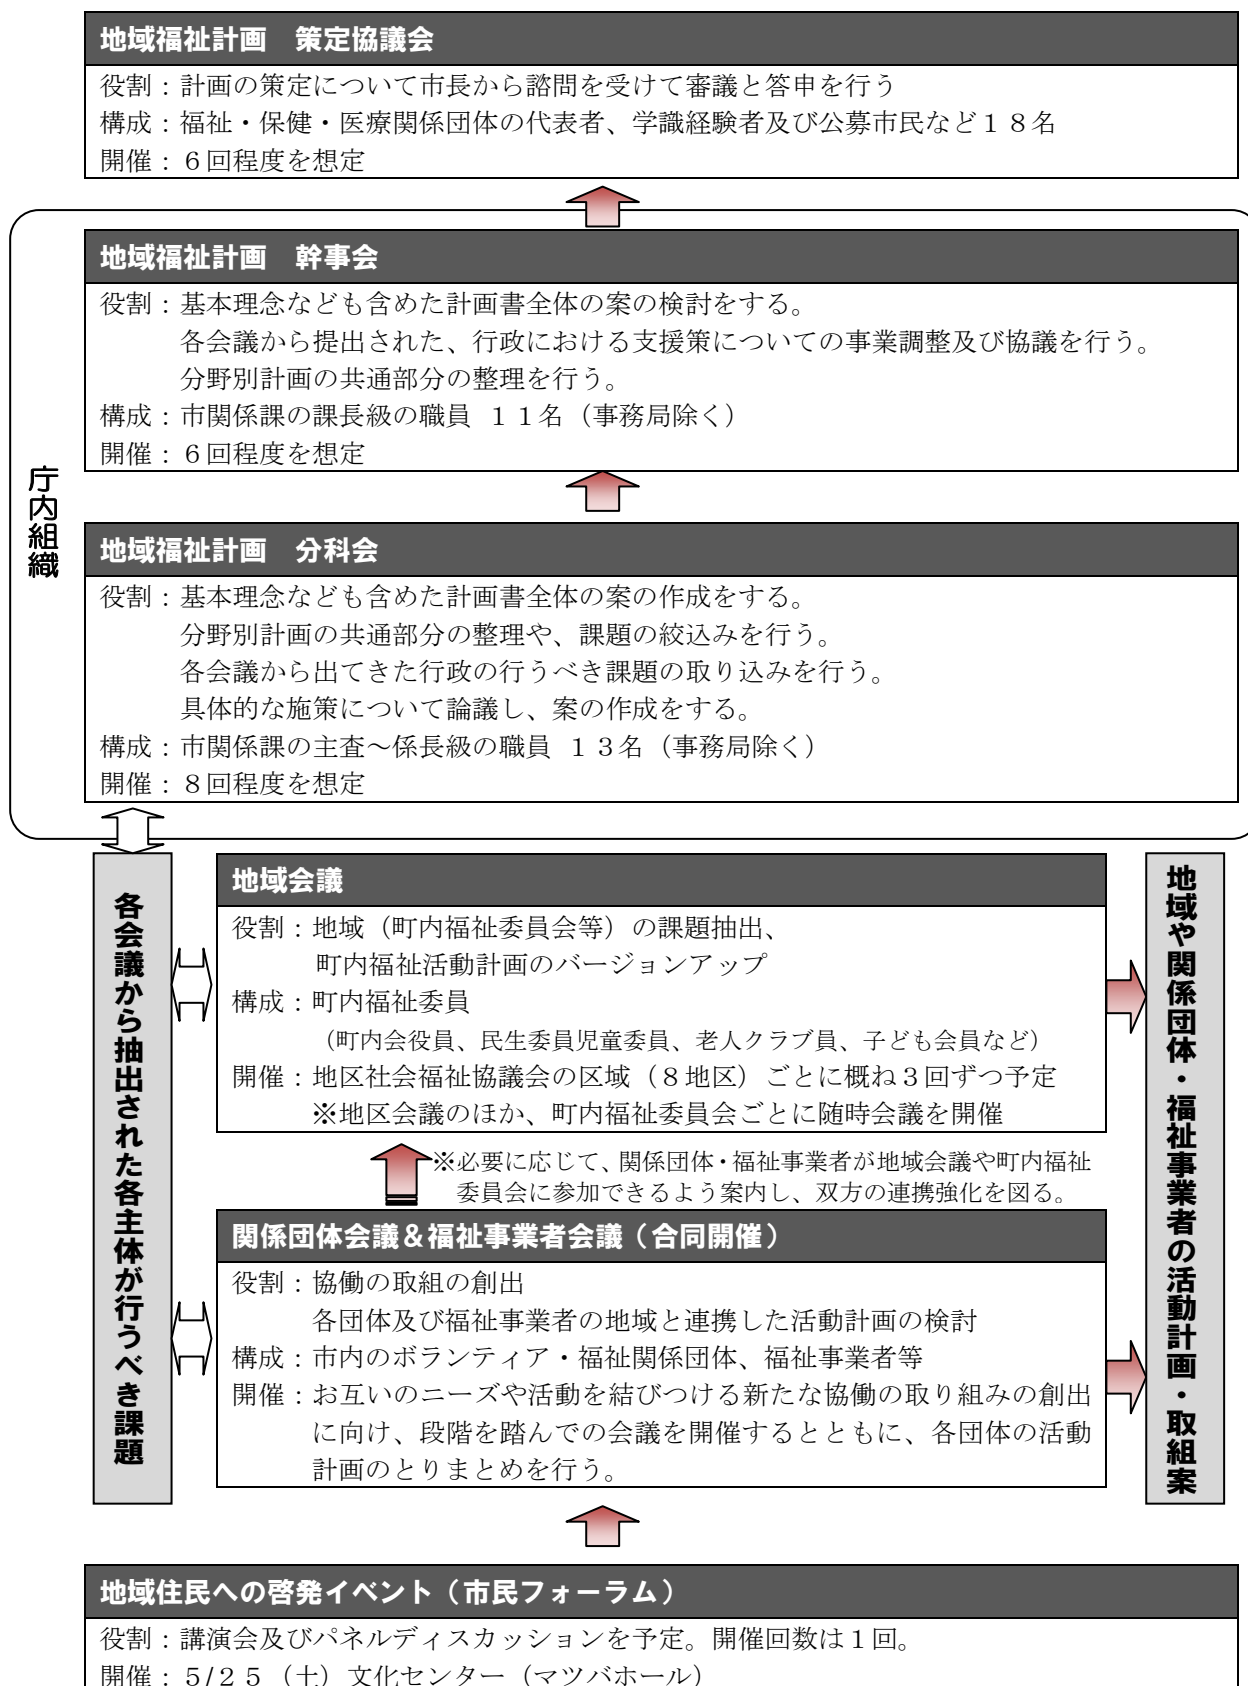 地域福祉計画　策定協議会
役割：計画の策定について市長から諮問を受けて審議と答申を行う
構成：福祉・保健・医療関係団体の代表者、学識経験者及び公募市民など１８名
開催：６回程度を想定
庁内組織
地域福祉計画　幹事会
役割：基本理念なども含めた計画書全体の案の検討をする。
各会議から提出された、行政における支援策についての事業調整及び協議を行う。
分野別計画の共通部分の整理を行う。
構成：市関係課の課長級の職員　１１名（事務局除く）
開催：６回程度を想定
地域福祉計画　分科会
役割：基本理念なども含めた計画書全体の案の作成をする。
分野別計画の共通部分の整理や、課題の絞込みを行う。
各会議から出てきた行政の行うべき課題の取り込みを行う。
具体的な施策について論議し、案の作成をする。
構成：市関係課の主査～係長級の職員　１３名（事務局除く）
開催：８回程度を想定
各会議から抽出された各主体が行うべき課題
地域会議
役割：地域（町内福祉委員会等）の課題抽出、
町内福祉活動計画のバージョンアップ
構成：町内福祉委員
（町内会役員、民生委員児童委員、老人クラブ員、子ども会員など）
開催：地区社会福祉協議会の区域（８地区）ごとに概ね３回ずつ予定
※地区会議のほか、町内福祉委員会ごとに随時会議を開催
※必要に応じて、関係団体・福祉事業者が地域会議や町内福祉
委員会に参加できるよう案内し、双方の連携強化を図る。
関係団体会議＆福祉事業者会議（合同開催）
役割：協働の取組の創出
各団体及び福祉事業者の地域と連携した活動計画の検討
構成：市内のボランティア・福祉関係団体、福祉事業者等
開催：お互いのニーズや活動を結びつける新たな協働の取り組みの創出
に向け、段階を踏んでの会議を開催するとともに、各団体の活動
計画のとりまとめを行う。
地域や関係団体・福祉事業者の活動計画・取組案
地域住民への啓発イベント（市民フォーラム）
役割：講演会及びパネルディスカッションを予定。開催回数は１回。
開催：５/２５（土）文化センター（マツバホール）